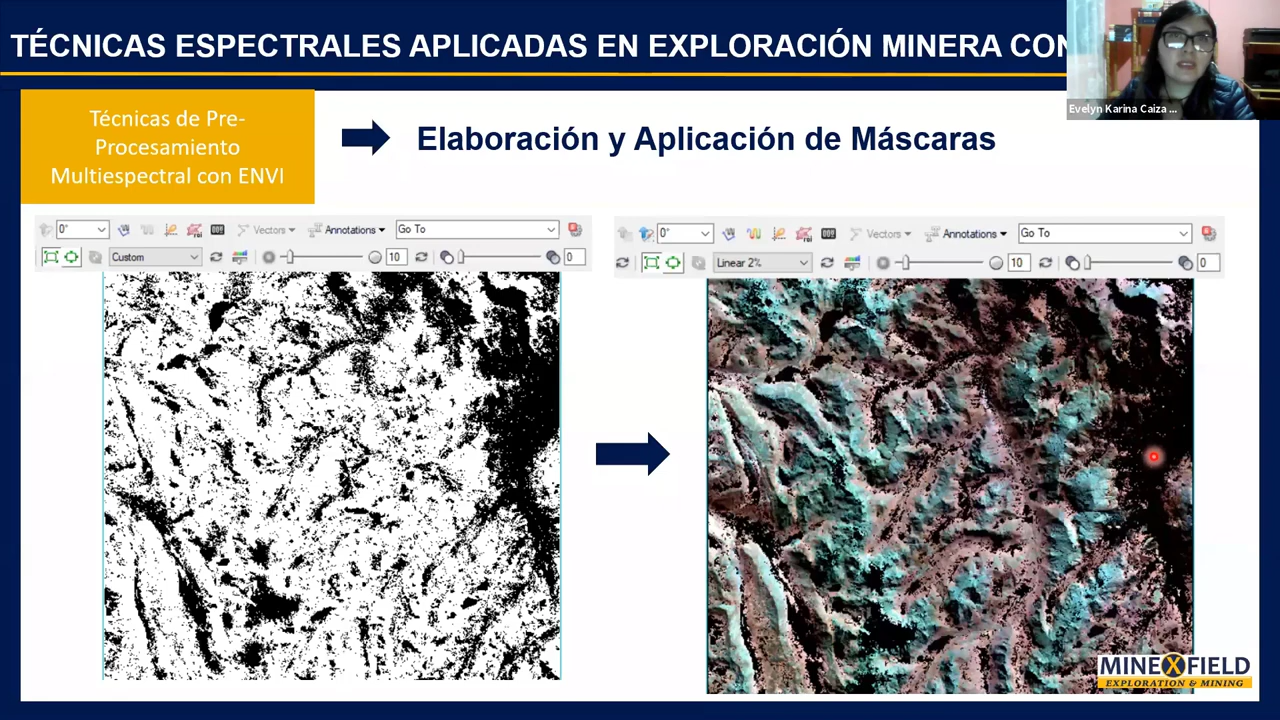 TÉCNICAS ESPECTRALES APLICADAS EN EXPLORACIÓN MINERA CON
Evelyn Karina Caiza ...
Técnicas de Pre-
Procesamiento
Multiespectral con ENVI
Elaboración y Aplicación de Máscaras
0° Vectors Annotations Go To
Custom 10 0
0° Vectors Annotations Go To
Linear 2% 10 0
MINEXFIELD
EXPLORATION & MINING